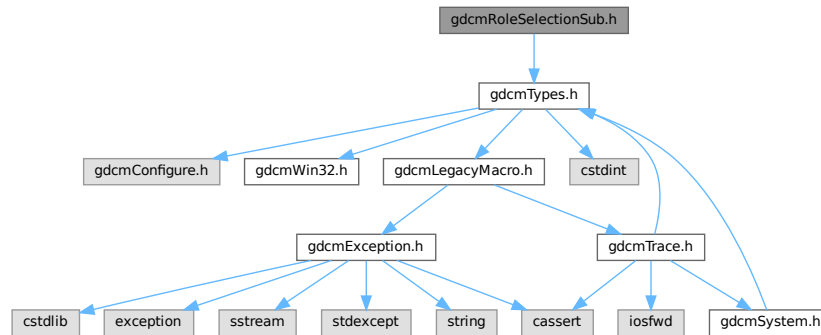 gdcmRoleSelectionSub.h
gdcmTypes.h
gdcmConfigure.h
gdcmWin32.h
gdcmLegacyMacro.h
cstdint
gdcmException.h
gdcmTrace.h
cstdlib
exception
sstream
stdexcept
string
cassert
iosfwd
gdcmSystem.h